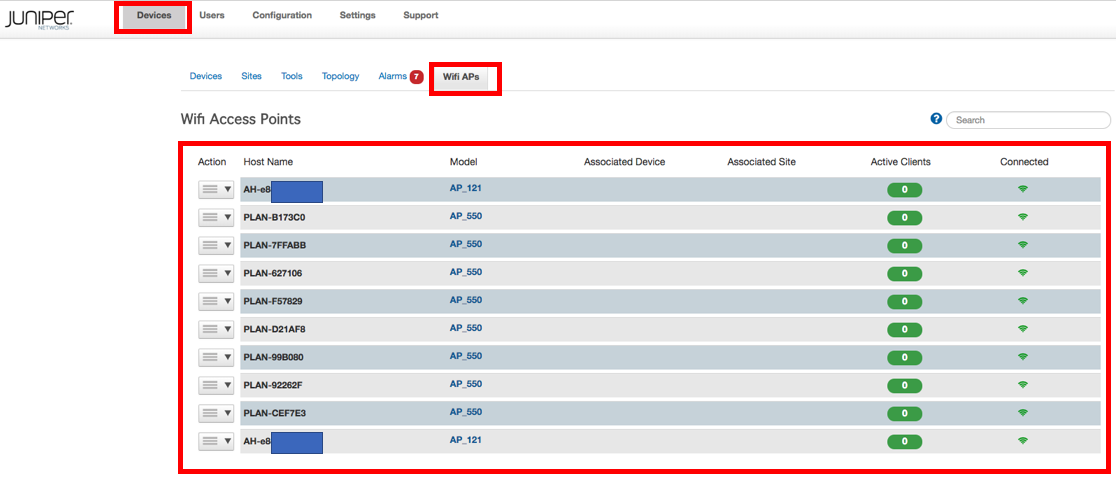 JUNIPER NETWORKS Devices Users Configuration Settings Support
Devices Sites Tools Topology Alarms 7 Wifi APs
Wifi Access Points ? Search
Action Host Name Model Associated Device Associated Site Active Clients Connected
AH-e8 AP_121 0
PLAN-B173C0 AP_550 0
PLAN-7FFABB AP_550 0
PLAN-627106 AP_550 0
PLAN-F57829 AP_550 0
PLAN-D21AF8 AP_550 0
PLAN-99B080 AP_550 0
PLAN-92262F AP_550 0
PLAN-CEF7E3 AP_550 0
AH-e8 AP_121 0